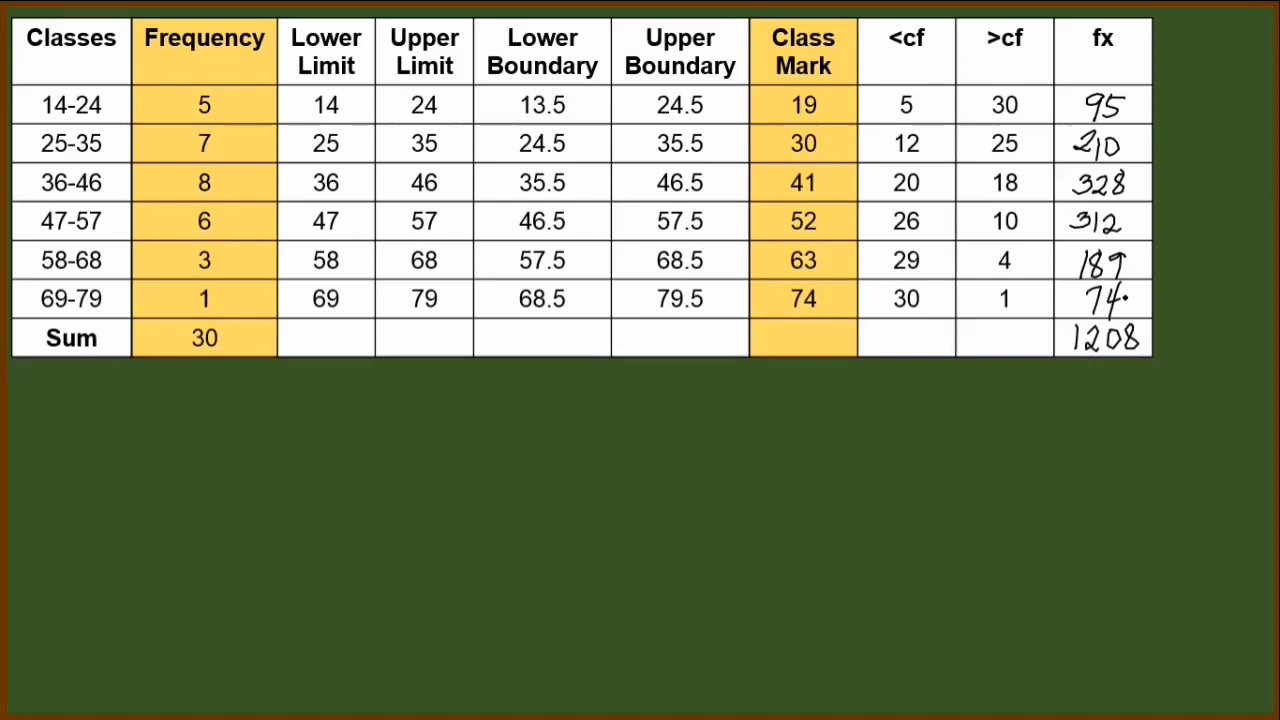 Classes Frequency Lower Limit Upper Limit Lower Boundary Upper Boundary Class Mark <cf >cf fx
14-24 5 14 24 13.5 24.5 19 5 30 95
25-35 7 25 35 24.5 35.5 30 12 25 210
36-46 8 36 46 35.5 46.5 41 20 18 328
47-57 6 47 57 46.5 57.5 52 26 10 312
58-68 3 58 68 57.5 68.5 63 29 4 189
69-79 1 69 79 68.5 79.5 74 30 1 74
Sum 30 1208